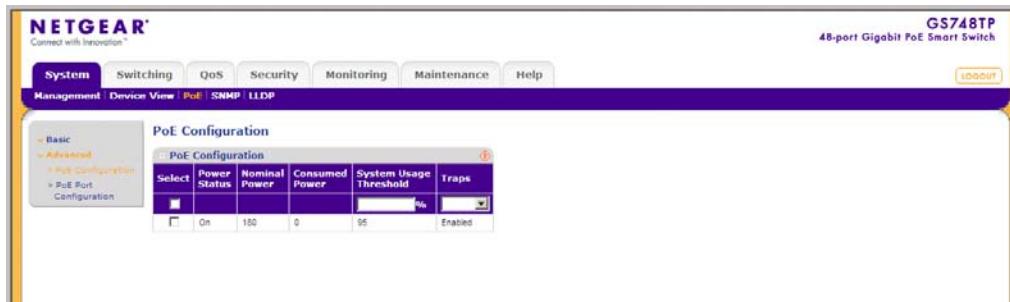 NETGEAR®
Connect with Innovation™
GS748TP
48-port Gigabit PoE Smart Switch
System Switching QoS Security Monitoring Maintenance Help
LOGOUT
Management Device View PoE SNMP LLDP
Basic
Advanced
PoE Configuration
PoE Port
Configuration
PoE Configuration
PoE Configuration
Select Power Status Nominal Power Consumed Power System Usage Threshold Traps
%
On 180 0 95 Enabled